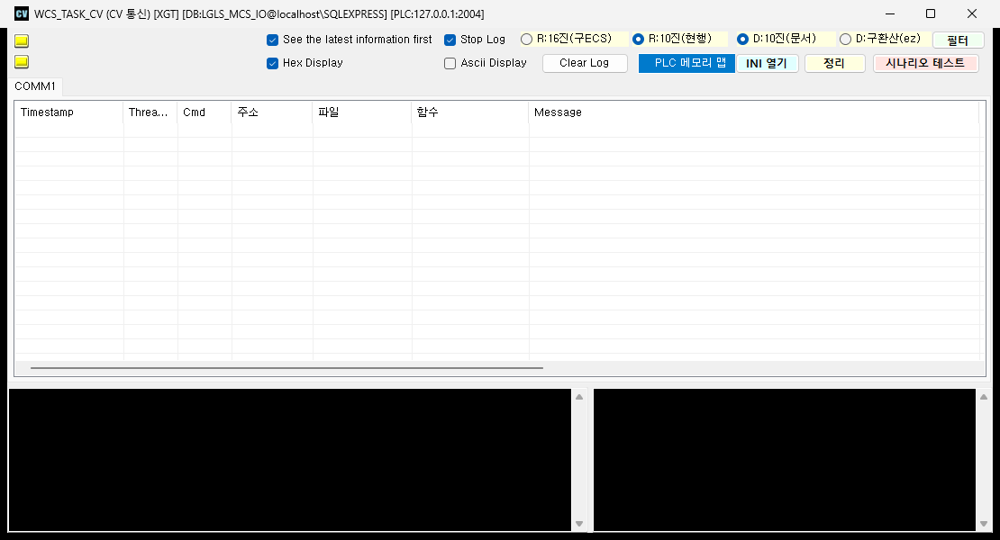 CV WCS_TASK_CV (CV 통신) [XGT] [DB:LGLS_MCS_IO@localhost\SQLEXPRESS] [PLC:127.0.0.1:2004]
See the latest information first Stop Log R:16진(구ECS) R:10진(현행) D:10진(문서) D:구환산(ez) 필터
Hex Display Ascii Display Clear Log PLC 메모리 맵 INI 열기 정리 시나리오 테스트
COMM1
Timestamp Threa... Cmd 주소 파일 함수 Message